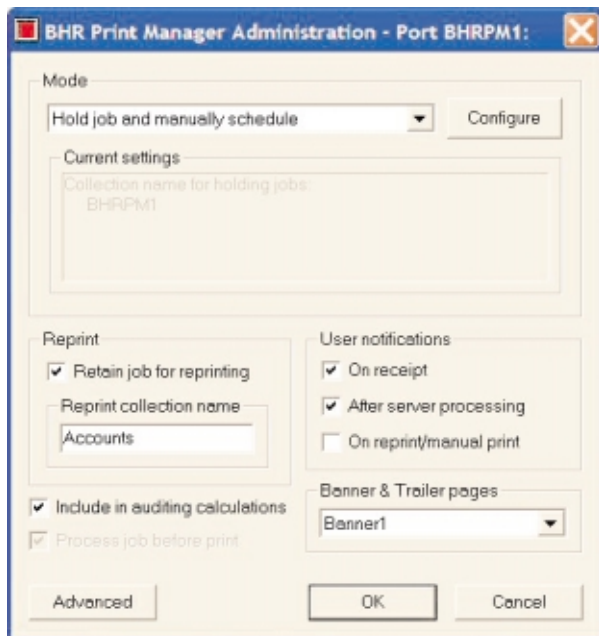 BHR Print Manager Administration - Port BHRPM1:
Mode
Hold job and manually schedule
Configure
Current settings
Collection name for holding jobs:
BHRPM1
Reprint
Retain job for reprinting
Reprint collection name
Accounts
User notifications
On receipt
After server processing
On reprint/manual print
Include in auditing calculations
Process job before print
Banner & Trailer pages
Banner1
Advanced
OK
Cancel